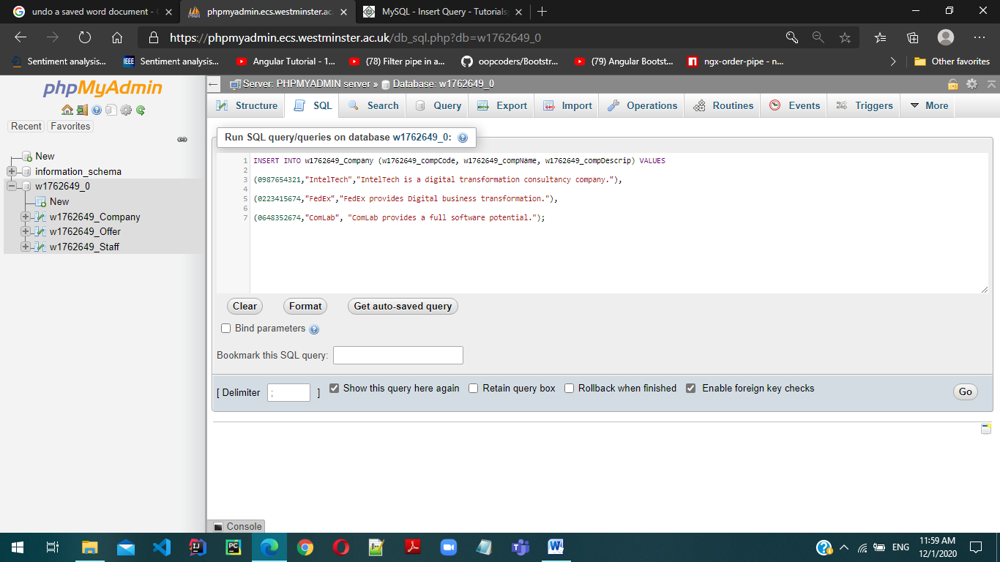 undo a saved word document -
phpmyadmin.ecs.westminster.ac.
MySQL - Insert Query - Tutorials
https://phpmyadmin.ecs.westminster.ac.uk/db_sql.php?db=w1762649_0
Sentiment analysis...
IEEE
Sentiment analysis...
Angular Tutorial - 1...
(78) Filter pipe in a...
oopcoders/Bootstr...
(79) Angular Bootst...
ngx-order-pipe - n...
Other favorites
phpMyAdmin
Recent
Favorites
New
information_schema
w1762649_0
New
w1762649_Company
w1762649_Offer
w1762649_Staff
Server: PHPMYADMIN server » Database: w1762649_0
Structure
SQL
Search
Query
Export
Import
Operations
Routines
Events
Triggers
More
Run SQL query/queries on database w1762649_0:
1 INSERT INTO w1762649_Company (w1762649_compCode, w1762649_compName, w1762649_compDescrip) VALUES
2
3 (0987654321,"IntelTech","IntelTech is a digital transformation consultancy company."),
4
5 (0223415674,"FedEx","FedEx provides Digital business transformation."),
6
7 (0648352674,"ComLab", "ComLab provides a full software potential.");
Clear
Format
Get auto-saved query
Bind parameters
Bookmark this SQL query:
[ Delimiter ; ]
Show this query here again
Retain query box
Rollback when finished
Enable foreign key checks
Go
Console
PC
ENG
11:59 AM
12/1/2020